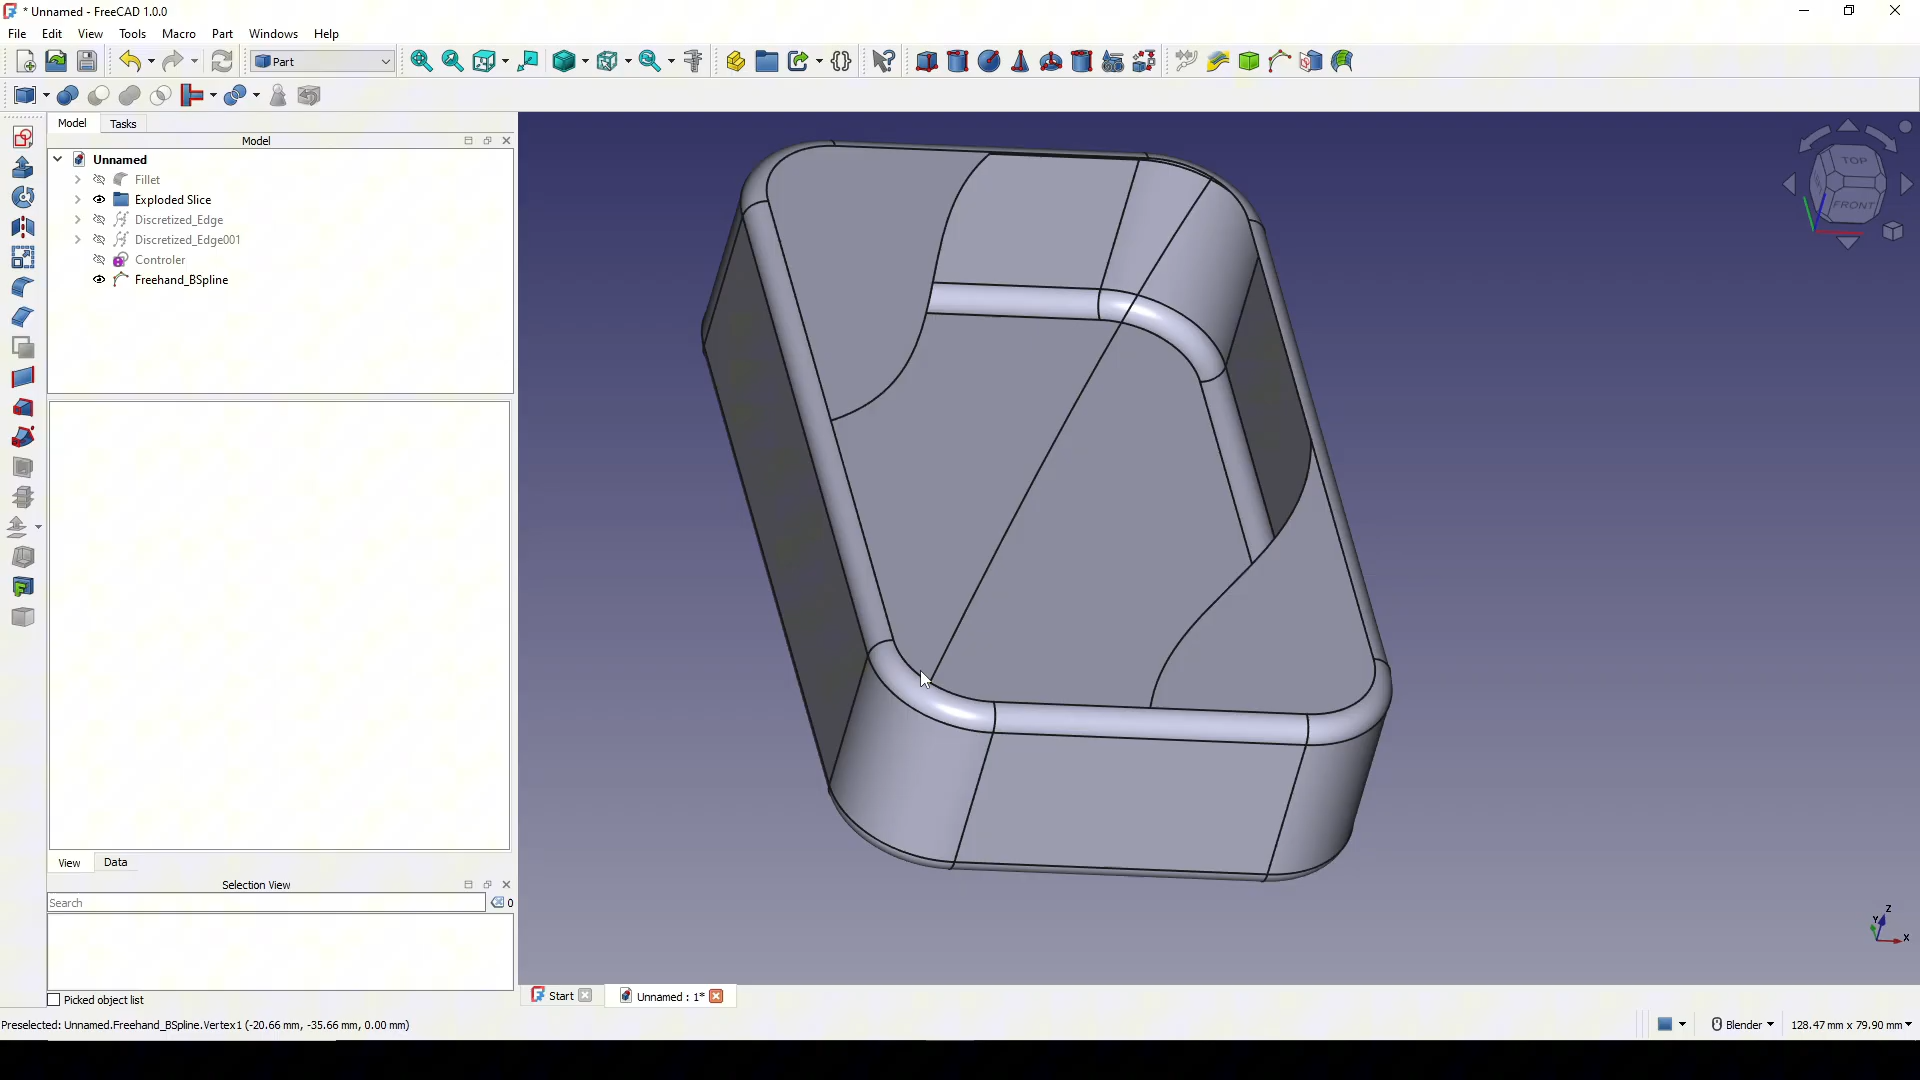 * Unnamed - FreeCAD 1.0.0
File Edit View Tools Macro Part Windows Help
Part
Model Tasks
Model
Unnamed
Fillet
Exploded Slice
Discretized_Edge
Discretized_Edge001
Controler
Freehand_BSpline
View Data
Selection View
Search 0
Picked object list
TOP
FRONT
Z
Y
X
Start Unnamed : 1*
Preselected: Unnamed.Freehand_BSpline.Vertex1 (-20.66 mm, -35.66 mm, 0.00 mm) Blender 128.47 mm x 79.90 mm